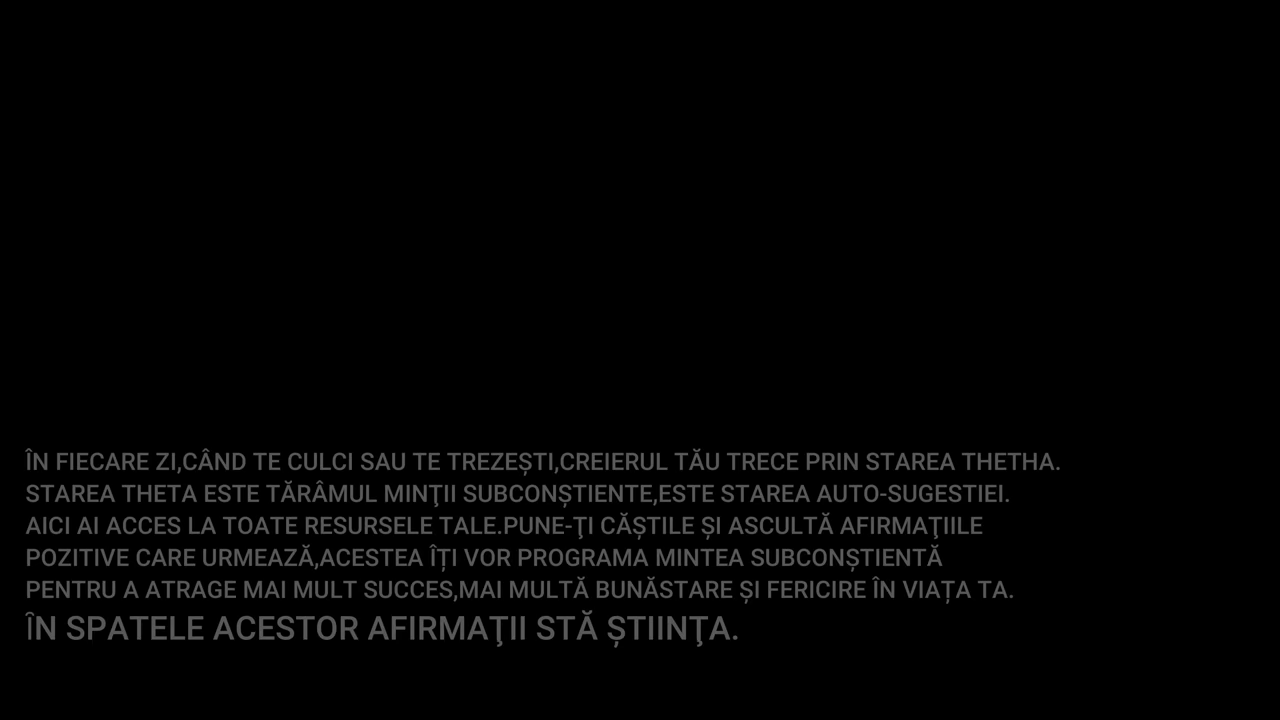 ÎN FIECARE ZI,CÂND TE CULCI SAU TE TREZEȘTI,CREIERUL TĂU TRECE PRIN STAREA THETHA.
STAREA THETA ESTE TĂRÂMUL MINŢII SUBCONȘTIENTE,ESTE STAREA AUTO-SUGESTIEI.
AICI AI ACCES LA TOATE RESURSELE TALE.PUNE-ȚI CĂȘTILE ȘI ASCULTĂ AFIRMAŢIILE
POZITIVE CARE URMEAZĂ,ACESTEA ÎȚI VOR PROGRAMA MINTEA SUBCONȘTIENTĂ
PENTRU A ATRAGE MAI MULT SUCCES,MAI MULTĂ BUNĂSTARE ȘI FERICIRE ÎN VIAȚA TA.
ÎN SPATELE ACESTOR AFIRMAŢII STĂ ȘTIINŢA.